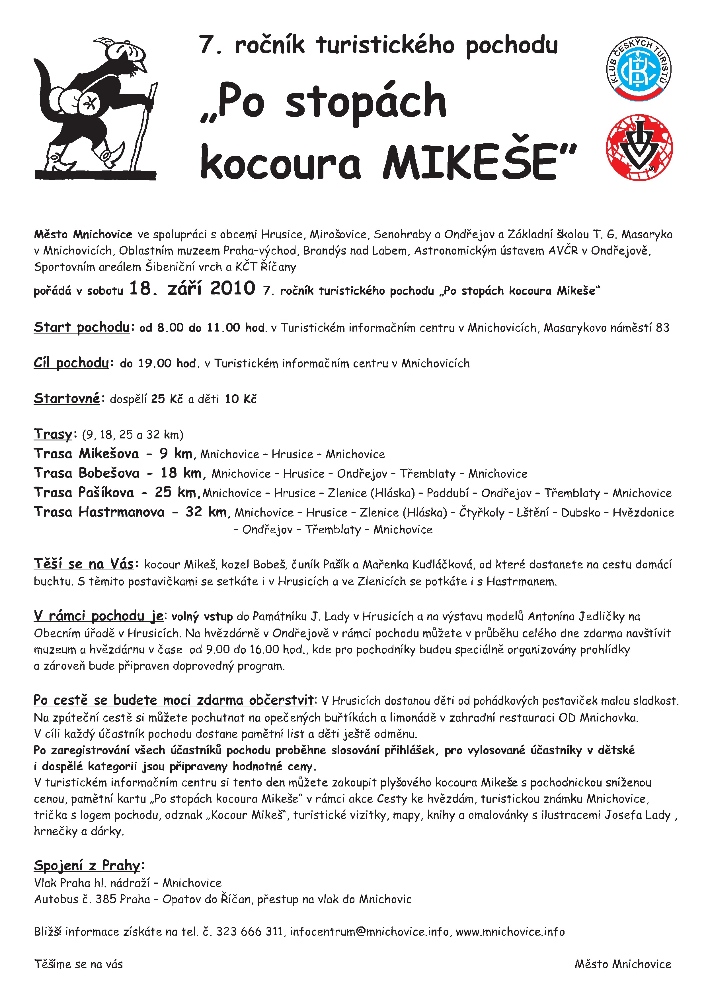 7. ročník turistického pochodu
„Po stopách
kocoura MIKEŠE”
KLUB ČESKÝCH TURISTŮ
KČT
IVV
®
Město Mnichovice ve spolupráci s obcemi Hrusice, Mirošovice, Senohraby a Ondřejov a Základní školou T. G. Masaryka
v Mnichovicích, Oblastním muzeem Praha–východ, Brandýs nad Labem, Astronomickým ústavem AVČR v Ondřejově,
Sportovním areálem Šibeniční vrch a KČT Říčany
pořádá v sobotu 18. září 2010 7. ročník turistického pochodu „Po stopách kocoura Mikeše“
Start pochodu: od 8.00 do 11.00 hod. v Turistickém informačním centru v Mnichovicích, Masarykovo náměstí 83
Cíl pochodu: do 19.00 hod. v Turistickém informačním centru v Mnichovicích
Startovné: dospělí 25 Kč a děti 10 Kč
Trasy: (9, 18, 25 a 32 km)
Trasa Mikešova - 9 km, Mnichovice – Hrusice – Mnichovice
Trasa Bobešova - 18 km, Mnichovice – Hrusice – Ondřejov – Třemblaty – Mnichovice
Trasa Pašíkova - 25 km, Mnichovice – Hrusice – Zlenice (Hláska) – Poddubí – Ondřejov – Třemblaty – Mnichovice
Trasa Hastrmanova - 32 km, Mnichovice – Hrusice – Zlenice (Hláska) – Čtyřkoly – Lštění – Dubsko – Hvězdonice
– Ondřejov – Třemblaty – Mnichovice
Těší se na Vás: kocour Mikeš, kozel Bobeš, čuník Pašík a Mařenka Kudláčková, od které dostanete na cestu domácí
buchtu. S těmito postavičkami se setkáte i v Hrusicích a ve Zlenicích se potkáte i s Hastrmanem.
V rámci pochodu je: volný vstup do Památníku J. Lady v Hrusicích a na výstavu modelů Antonína Jedličky na
Obecním úřadě v Hrusicích. Na hvězdárně v Ondřejově v rámci pochodu můžete v průběhu celého dne zdarma navštívit
muzeum a hvězdárnu v čase od 9.00 do 16.00 hod., kde pro pochodníky budou speciálně organizovány prohlídky
a zároveň bude připraven doprovodný program.
Po cestě se budete moci zdarma občerstvit: V Hrusicích dostanou děti od pohádkových postaviček malou sladkost.
Na zpáteční cestě si můžete pochutnat na opečených buřtíkách a limonádě v zahradní restauraci OD Mnichovka.
V cíli každý účastník pochodu dostane pamětní list a děti ještě odměnu.
Po zaregistrování všech účastníků pochodu proběhne slosování přihlášek, pro vylosované účastníky v dětské
i dospělé kategorii jsou připraveny hodnotné ceny.
V turistickém informačním centru si tento den můžete zakoupit plyšového kocoura Mikeše s pochodnickou sníženou
cenou, pamětní kartu „Po stopách kocoura Mikeše“ v rámci akce Cesty ke hvězdám, turistickou známku Mnichovice,
trička s logem pochodu, odznak „Kocour Mikeš“, turistické vizitky, mapy, knihy a omalovánky s ilustracemi Josefa Lady ,
hrnečky a dárky.
Spojení z Prahy:
Vlak Praha hl. nádraží – Mnichovice
Autobus č. 385 Praha – Opatov do Říčan, přestup na vlak do Mnichovic
Bližší informace získáte na tel. č. 323 666 311, infocentrum@mnichovice.info, www.mnichovice.info
Těšíme se na vás
Město Mnichovice